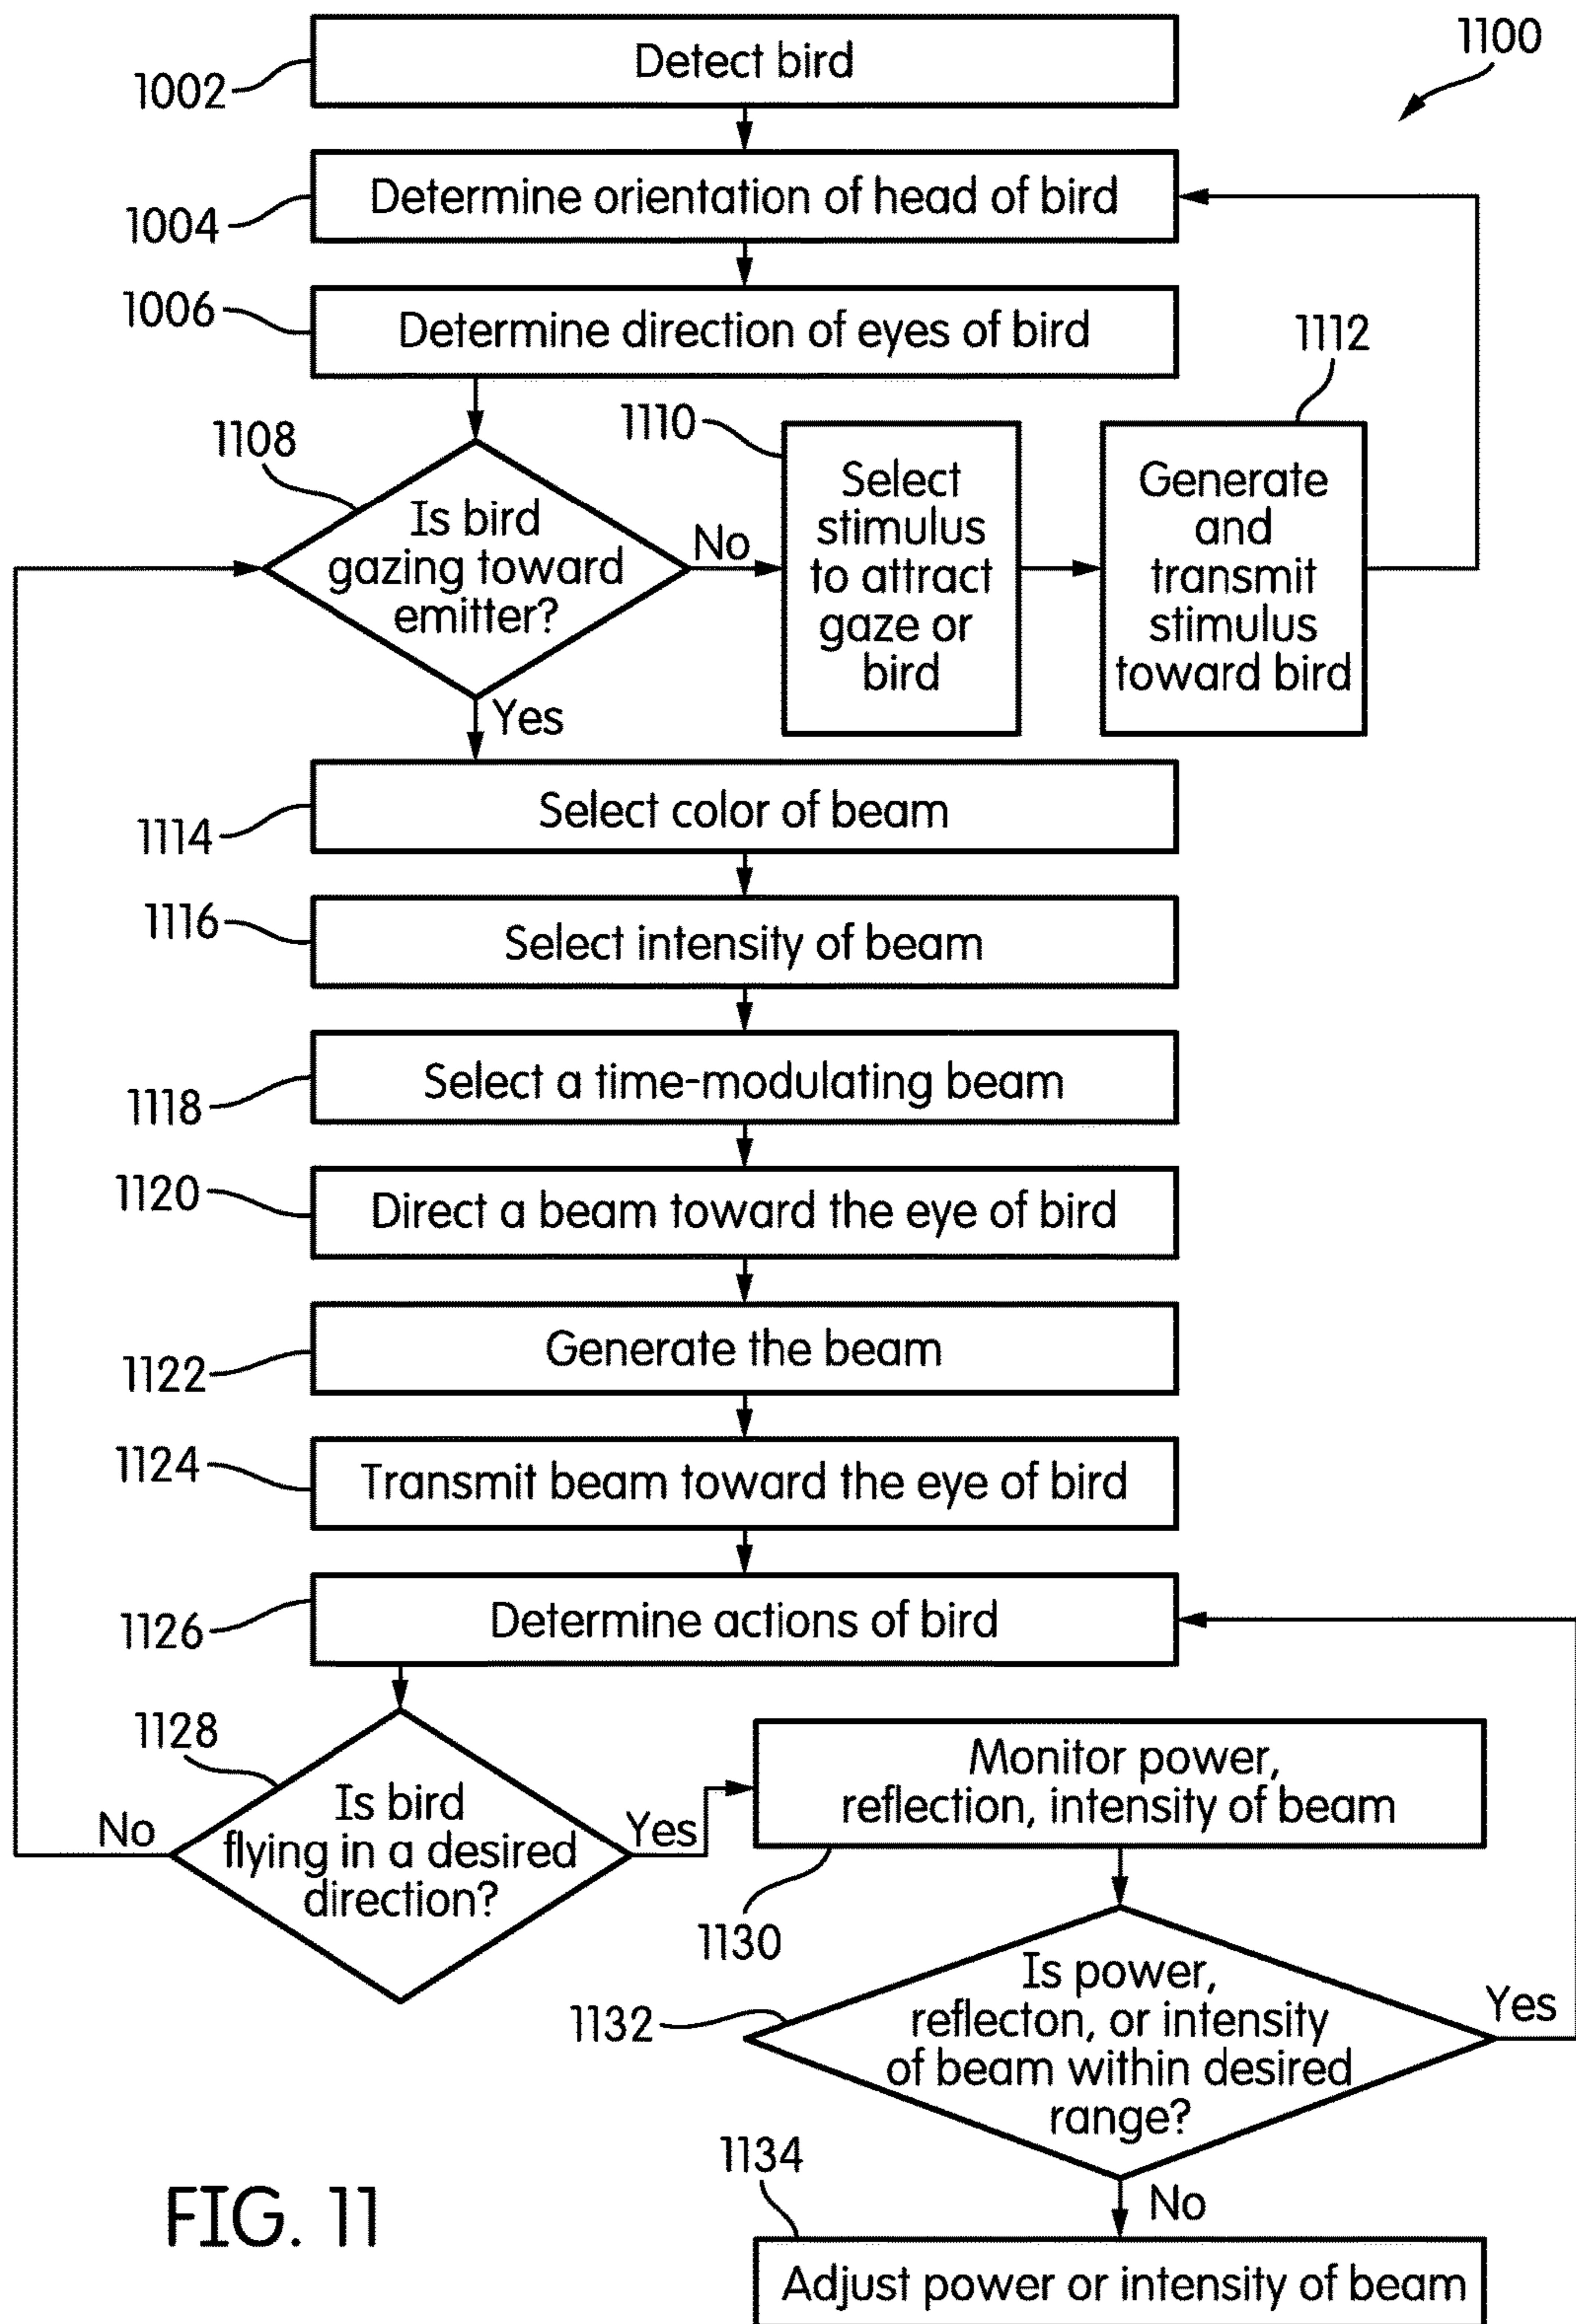 1100
1002
Detect bird
1004
Determine orientation of head of bird
1006
Determine direction of eyes of bird
1108
Is bird
gazing toward
emitter?
No
Yes
1110
Select
stimulus
to attract
gaze or
bird
1112
Generate
and
transmit
stimulus
toward bird
1114
Select color of beam
1116
Select intensity of beam
1118
Select a time-modulating beam
1120
Direct a beam toward the eye of bird
1122
Generate the beam
1124
Transmit beam toward the eye of bird
1126
Determine actions of bird
1128
Is bird
flying in a desired
direction?
No
Yes
Monitor power,
reflection, intensity of beam
1130
1132
Is power,
reflecton, or intensity
of beam within desired
range?
Yes
No
1134
Adjust power or intensity of beam
FIG. 11